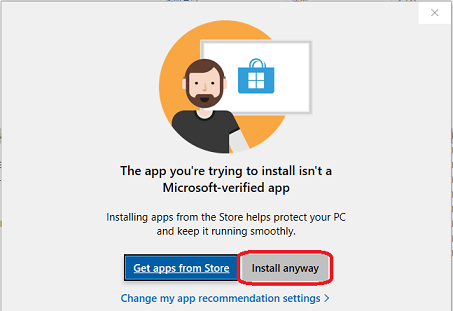 The app you're trying to install isn't a
Microsoft-verified app
Installing apps from the Store helps protect your PC
and keep it running smoothly.
Get apps from Store
Install anyway
Change my app recommendation settings